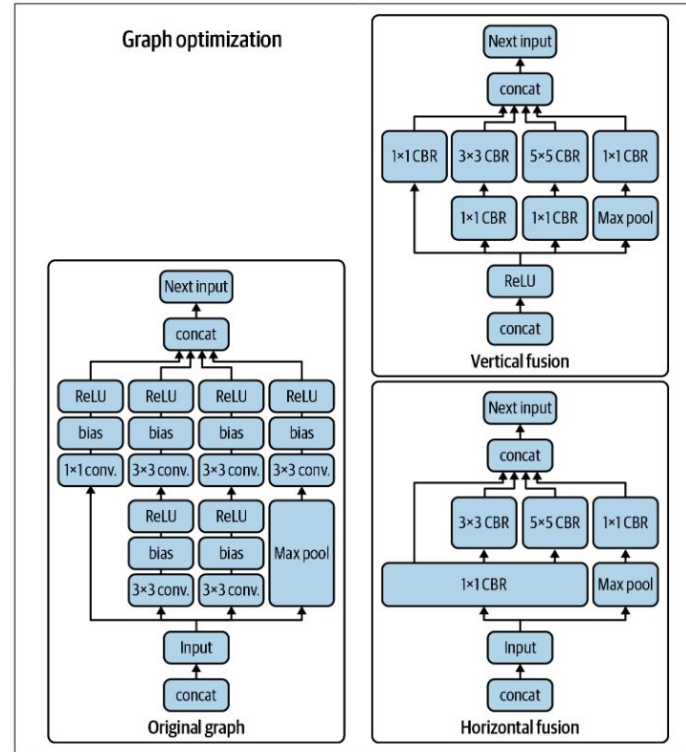 Graph optimization
Next input
concat
ReLU ReLU ReLU ReLU
bias bias bias bias
1×1 conv. 3×3 conv. 3×3 conv. 3×3 conv.
ReLU ReLU
bias bias
Max pool
3×3 conv. 3×3 conv.
Input
concat
Original graph
Next input
concat
1×1 CBR 3×3 CBR 5×5 CBR 1×1 CBR
1×1 CBR 1×1 CBR Max pool
ReLU
concat
Vertical fusion
Next input
concat
3×3 CBR 5×5 CBR 1×1 CBR
1×1 CBR Max pool
Input
concat
Horizontal fusion